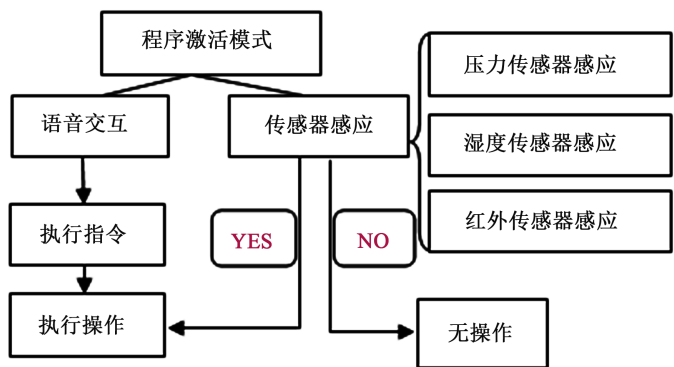 程序激活模式
语音交互
传感器感应
压力传感器感应
湿度传感器感应
红外传感器感应
执行指令
YES
NO
执行操作
无操作